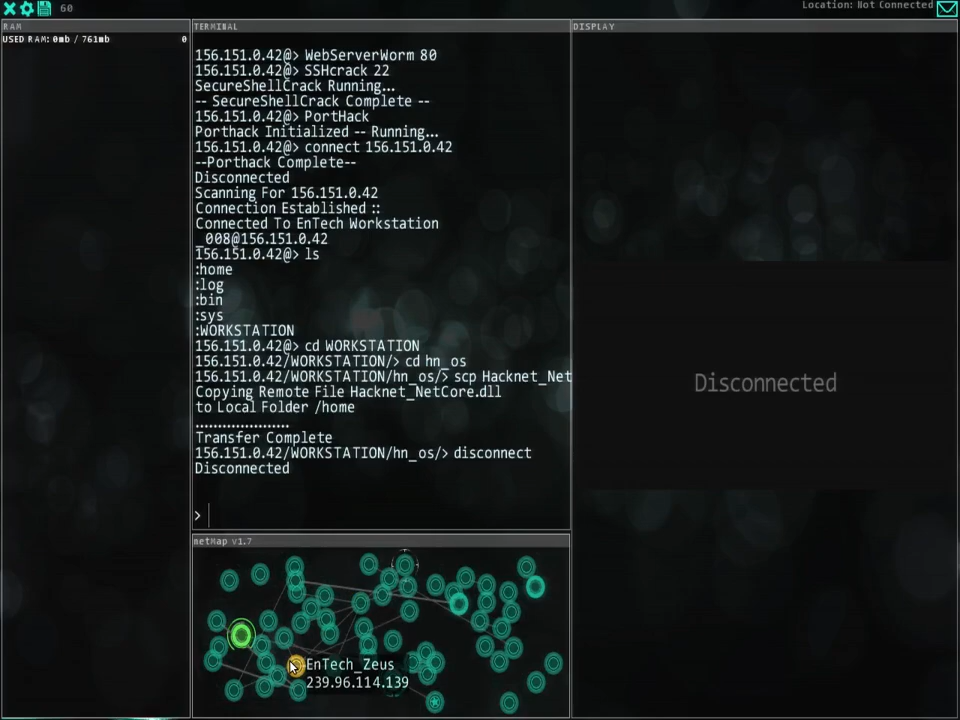 60
Location: Not Connected
RAM
TERMINAL
DISPLAY
USED RAM: 0mb / 761mb
0
156.151.0.42@> WebServerWorm 80
156.151.0.42@> SSHcrack 22
SecureShellCrack Running...
-- SecureShellCrack Complete --
156.151.0.42@> PortHack
Porthack Initialized -- Running...
156.151.0.42@> connect 156.151.0.42
--Porthack Complete--
Disconnected
Scanning For 156.151.0.42
Connection Established ::
Connected To EnTech Workstation
_008@156.151.0.42
156.151.0.42@> ls
:home
:log
:bin
:sys
:WORKSTATION
156.151.0.42@> cd WORKSTATION
156.151.0.42/WORKSTATION/> cd hn_os
156.151.0.42/WORKSTATION/hn_os/> scp Hacknet_Net
Copying Remote File Hacknet_NetCore.dll
to Local Folder /home
.....................
Transfer Complete
156.151.0.42/WORKSTATION/hn_os/> disconnect
Disconnected
>
Disconnected
netMap v1.7
EnTech_Zeus
239.96.114.139